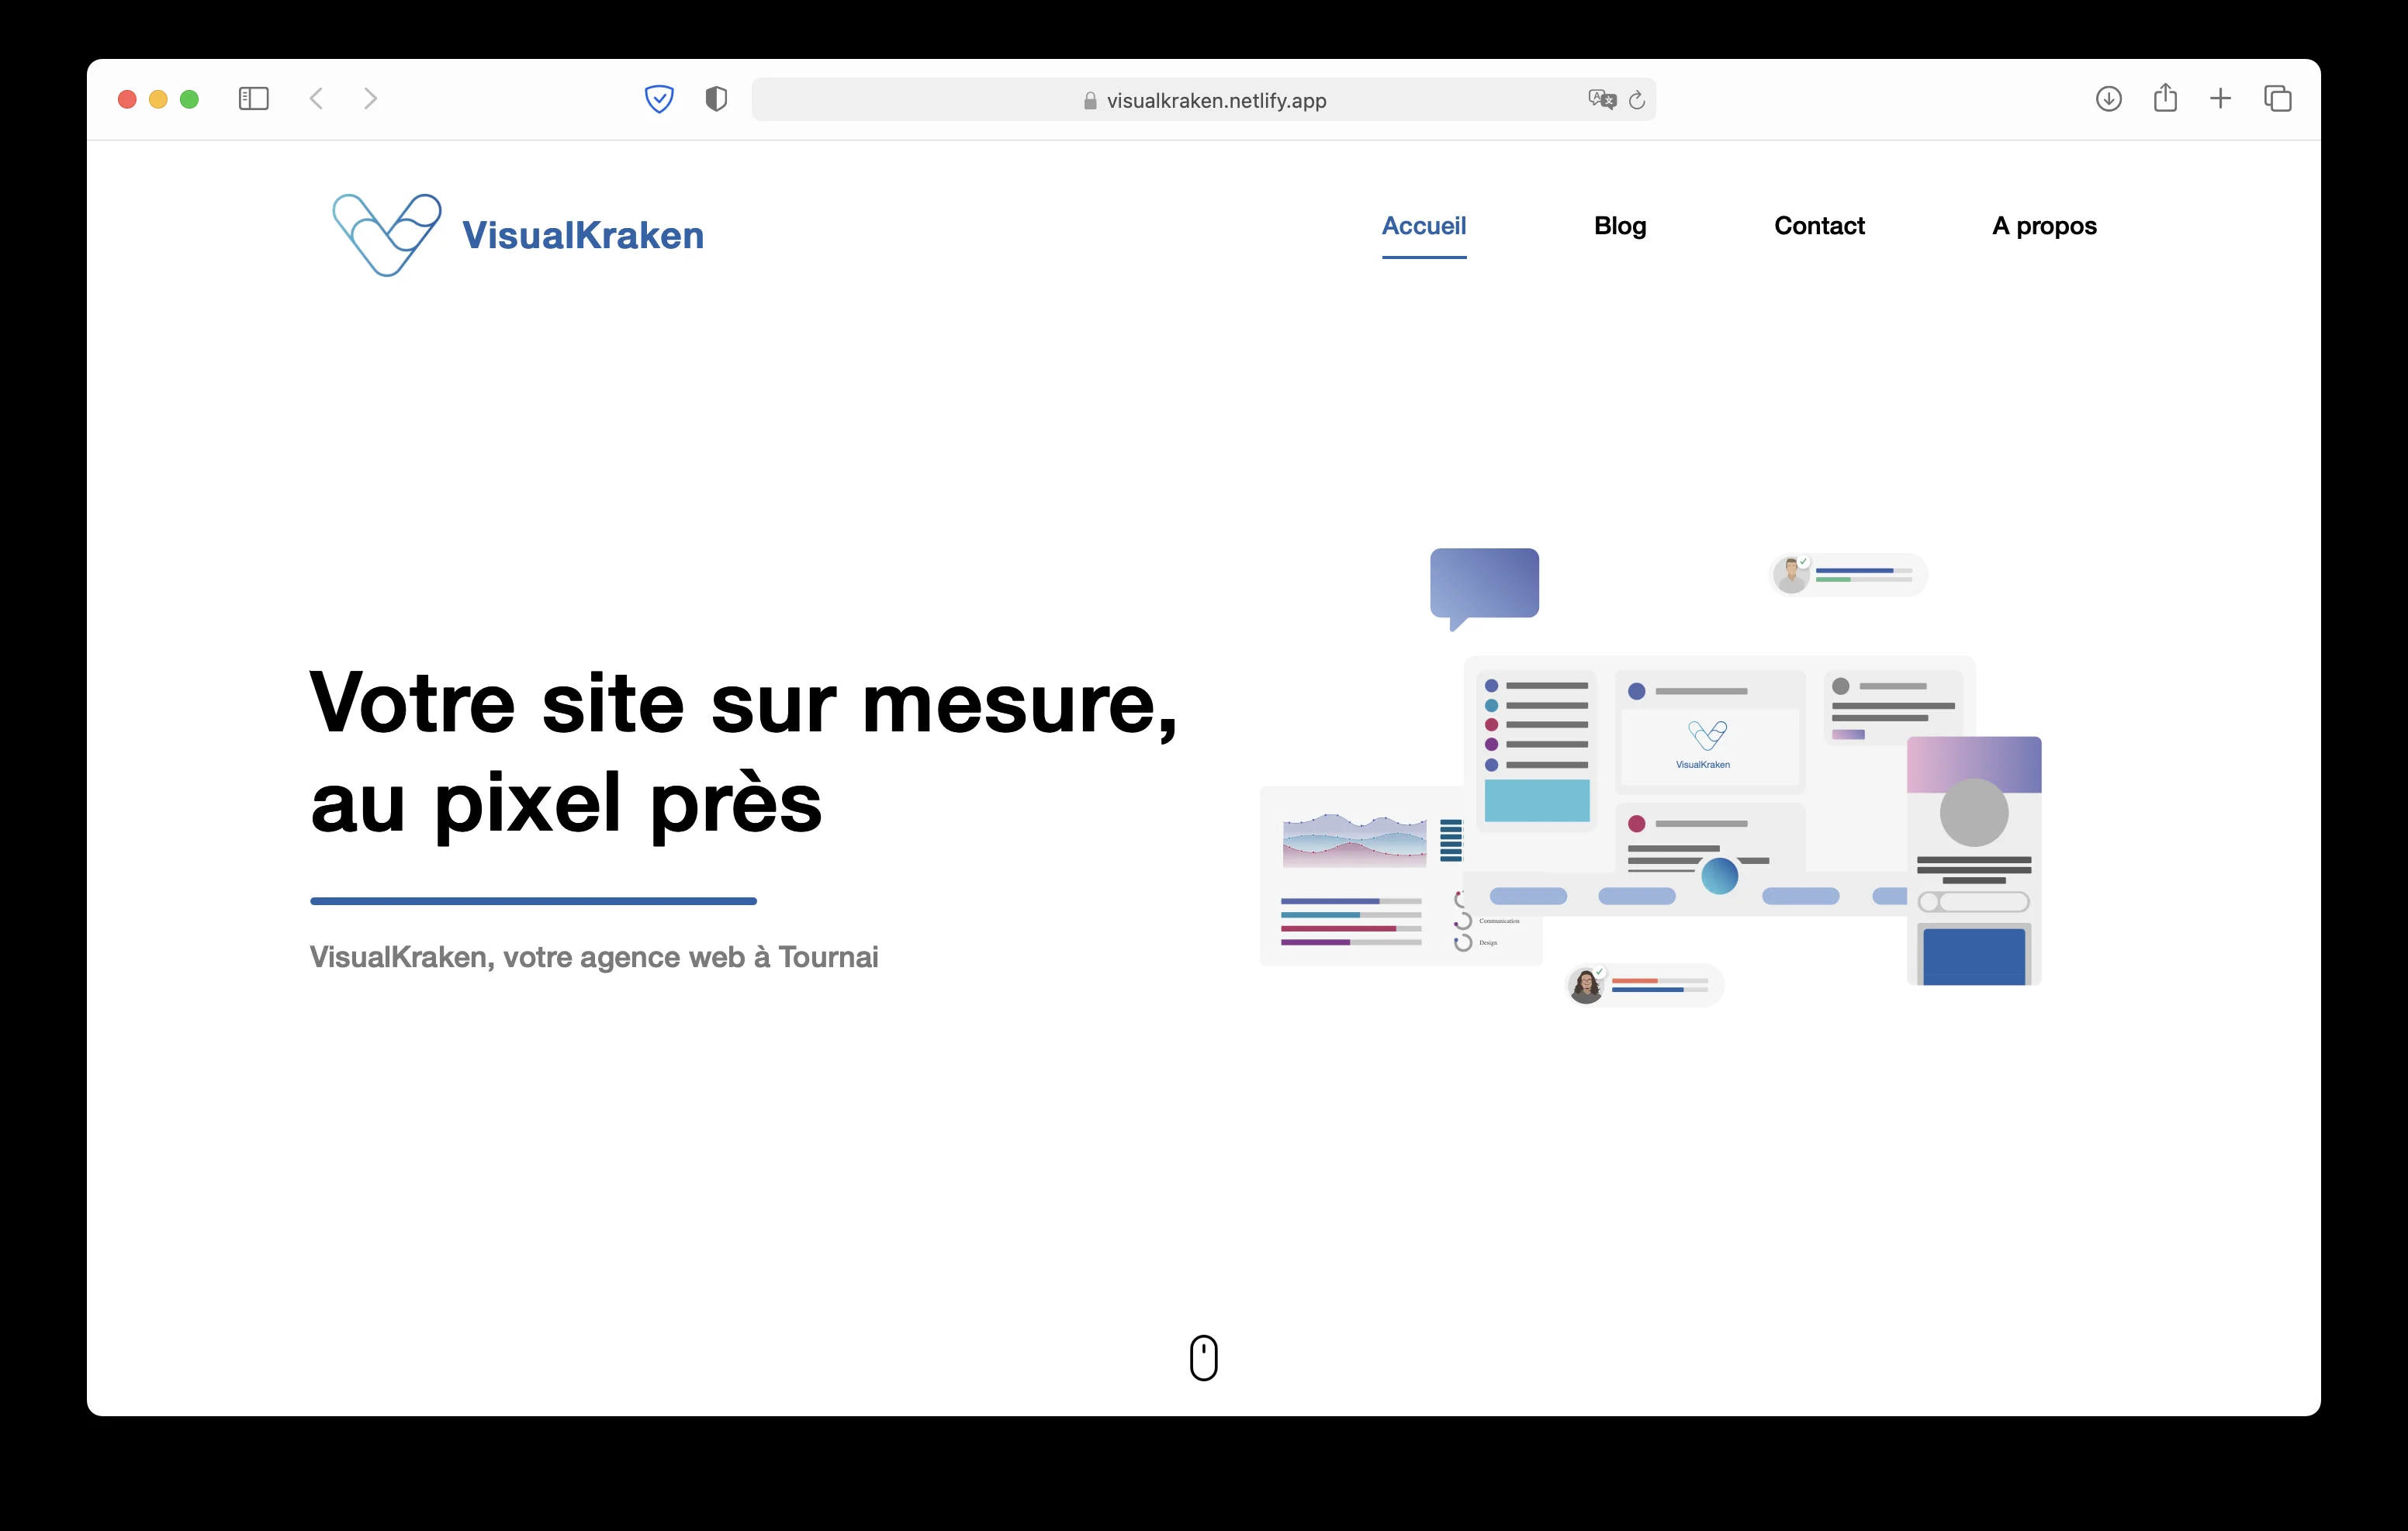 visualkraken.netlify.app
VisualKraken
Accueil
Blog
Contact
A propos
Votre site sur mesure,
au pixel près
VisualKraken, votre agence web à Tournai
VisualKraken
Communication
Design